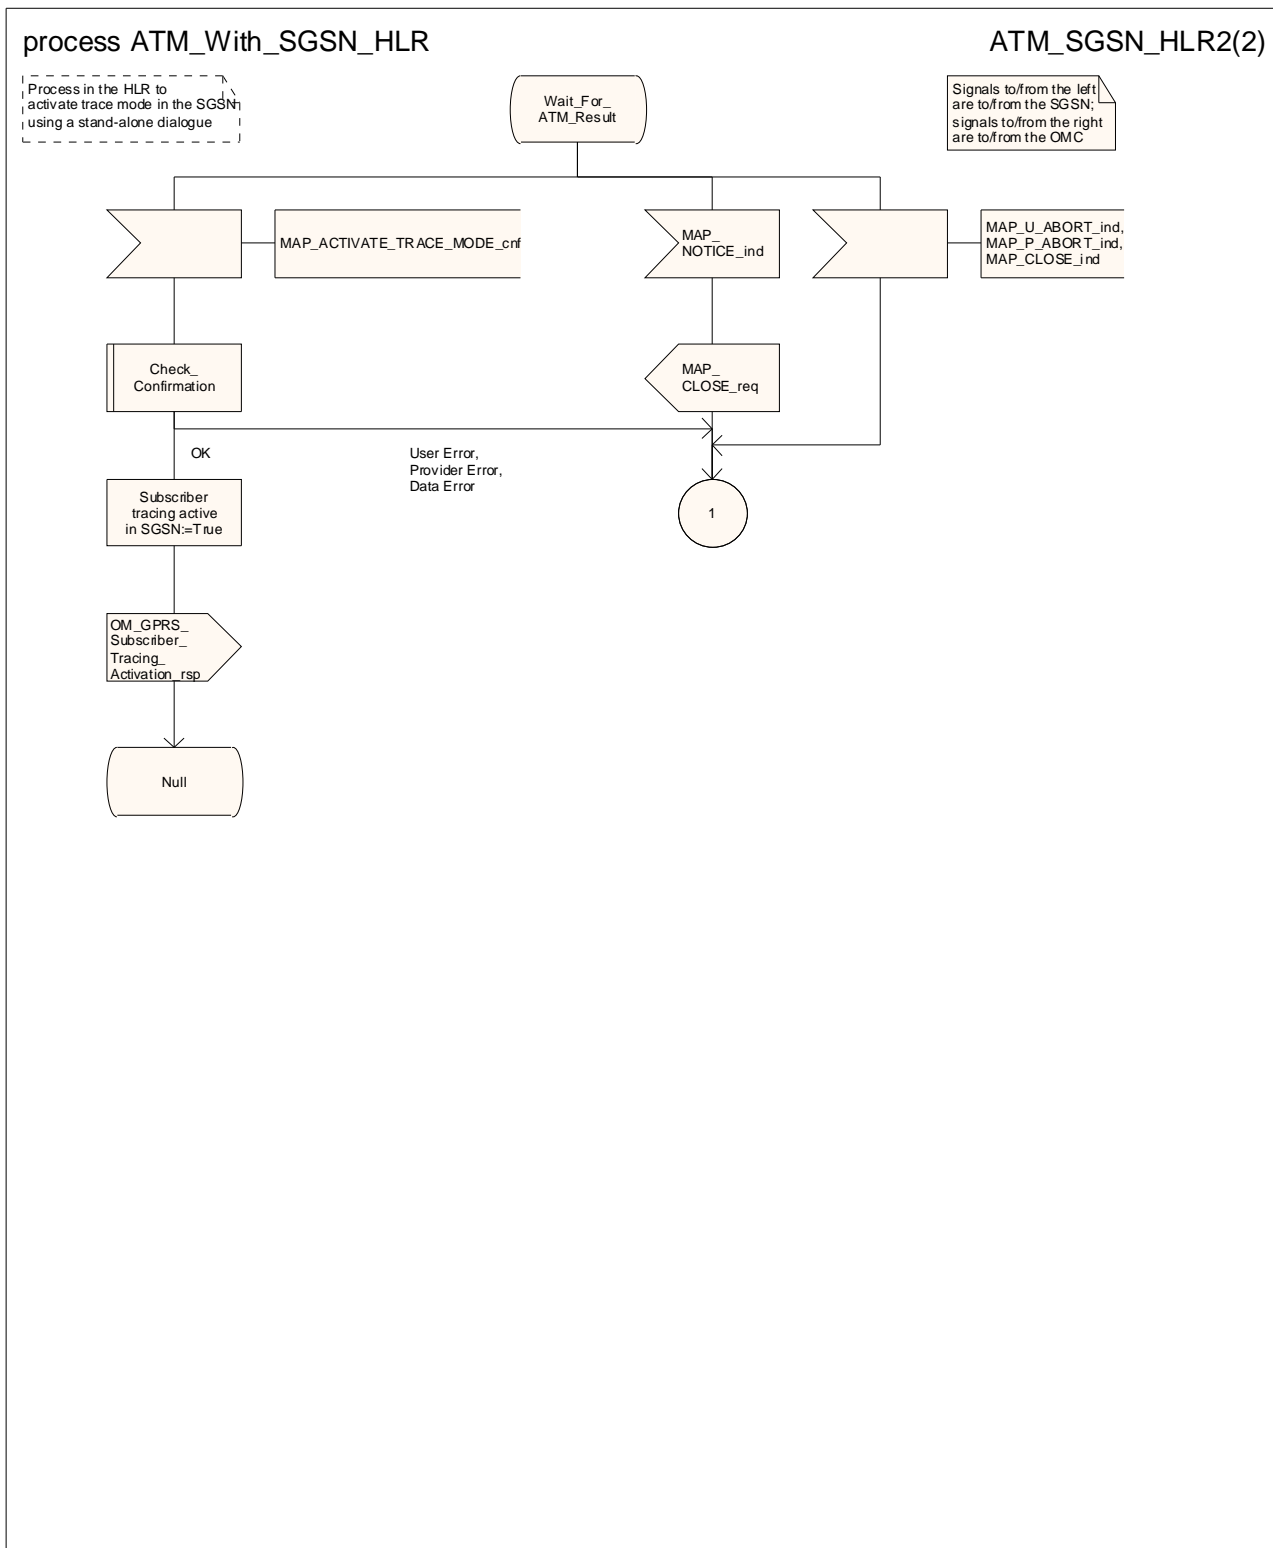 process ATM_With_SGSN_HLR
ATM_SGSN_HLR2(2)
Process in the HLR to
activate trace mode in the SGSN
using a stand-alone dialogue
Wait_For_
ATM_Result
Signals to/from the left
are to/from the SGSN;
signals to/from the right
are to/from the OMC
MAP_ACTIVATE_TRACE_MODE_cnf
MAP_
NOTICE_ind
MAP_U_ABORT_ind,
MAP_P_ABORT_ind,
MAP_CLOSE_ind
Check_
Confirmation
MAP_
CLOSE_req
OK
User Error,
Provider Error,
Data Error
Subscriber
tracing active
in SGSN:=True
1
OM_GPRS_
Subscriber_
Tracing_
Activation_rsp
Null